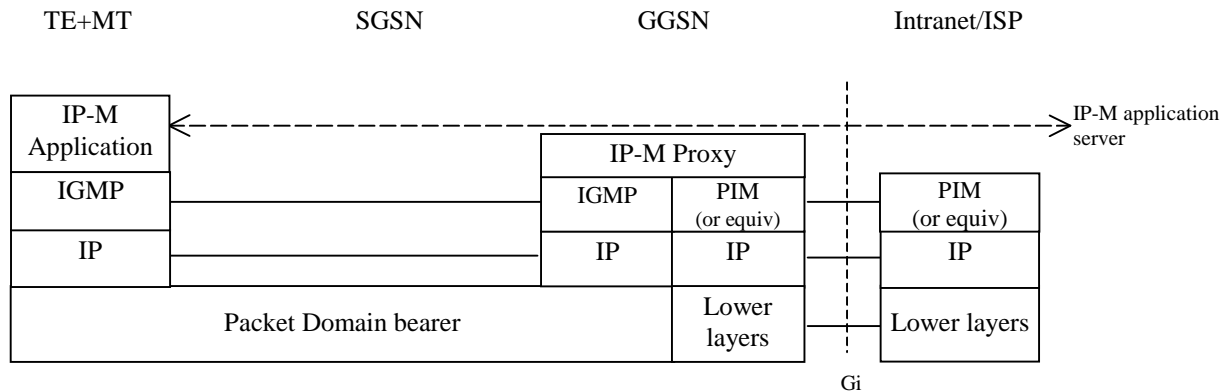 TE+MT SGSN GGSN Intranet/ISP
IP-M
Application
IP-M application
server
IP-M Proxy
IGMP IGMP PIM
(or equiv)
PIM
(or equiv)
IP IP IP IP
Packet Domain bearer Lower
layers
Lower layers
Gi